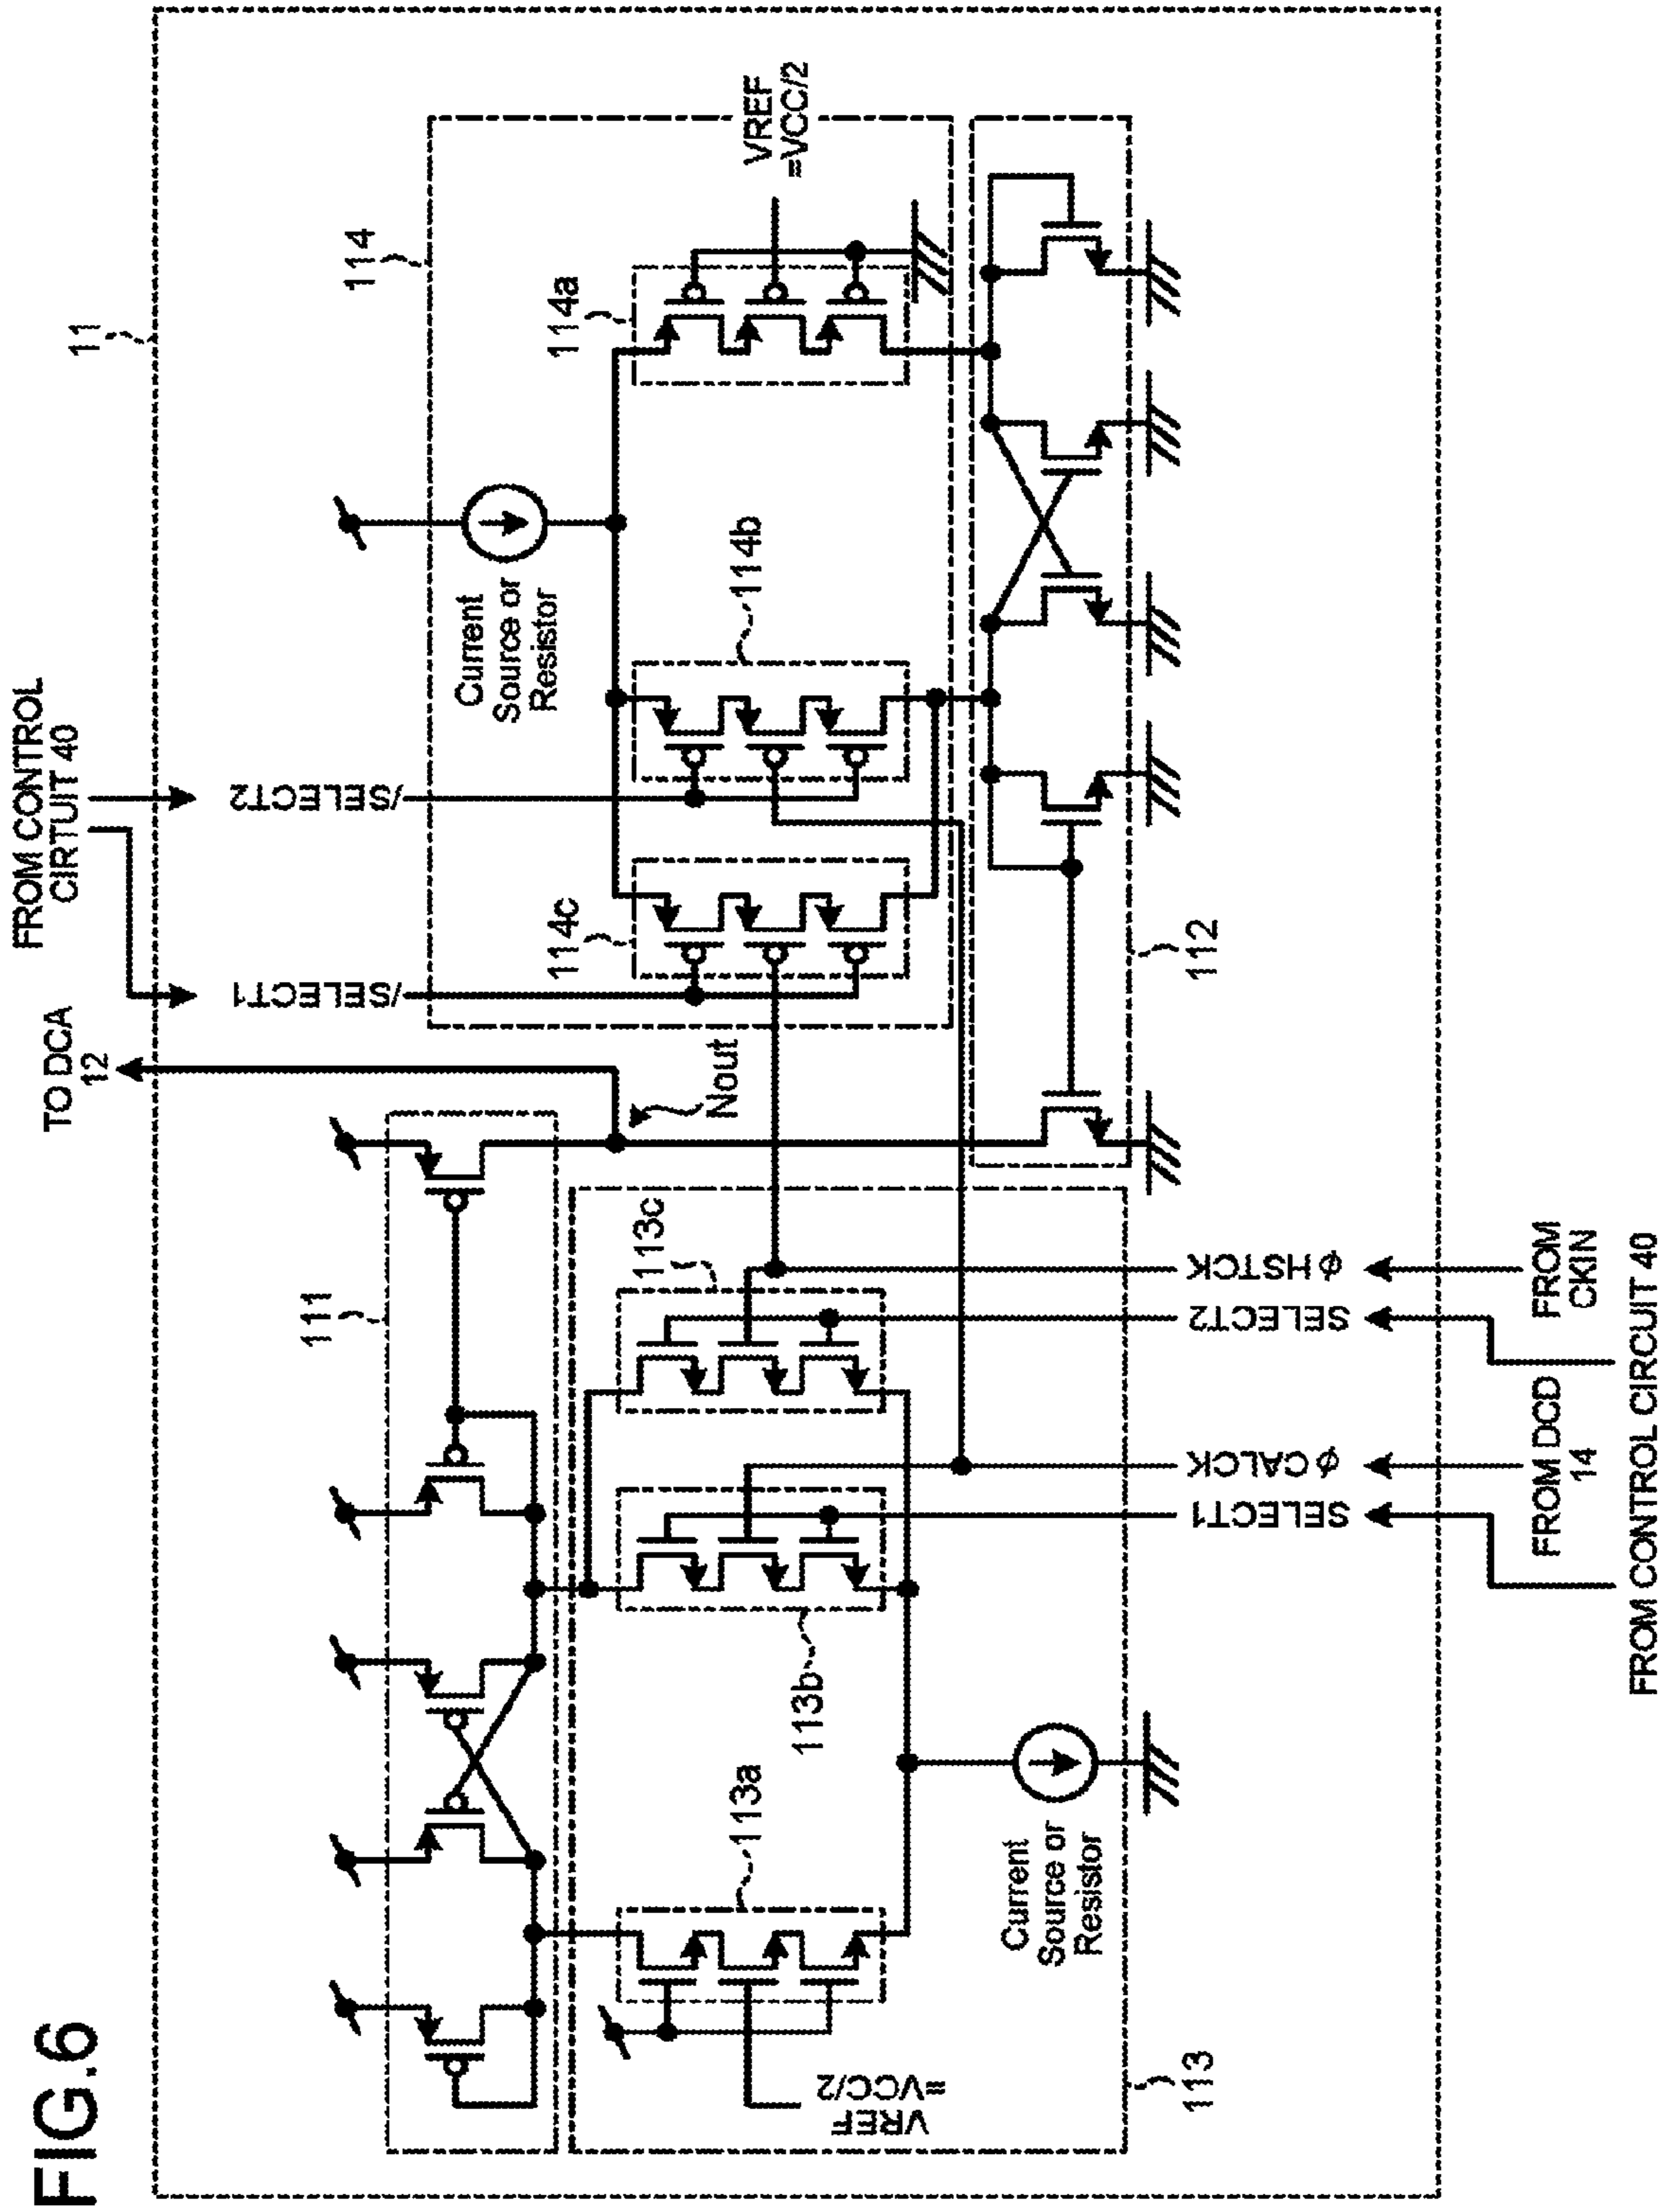 FIG.6
11
FROM CONTROL
CIRTUIT 40
TO DCA
12
/SELECT1
/SELECT2
111
114
114a
114b
114c
Current
Source or
Resistor
VREF
=VCC/2
Nout
113a
113b
113c
112
VREF
=VCC/2
113
Current
Source or
Resistor
SELECT1
ϕCALCK
SELECT2
ϕHSTCK
FROM DCD
14
FROM
CKIN
FROM CONTROL CIRCUIT 40